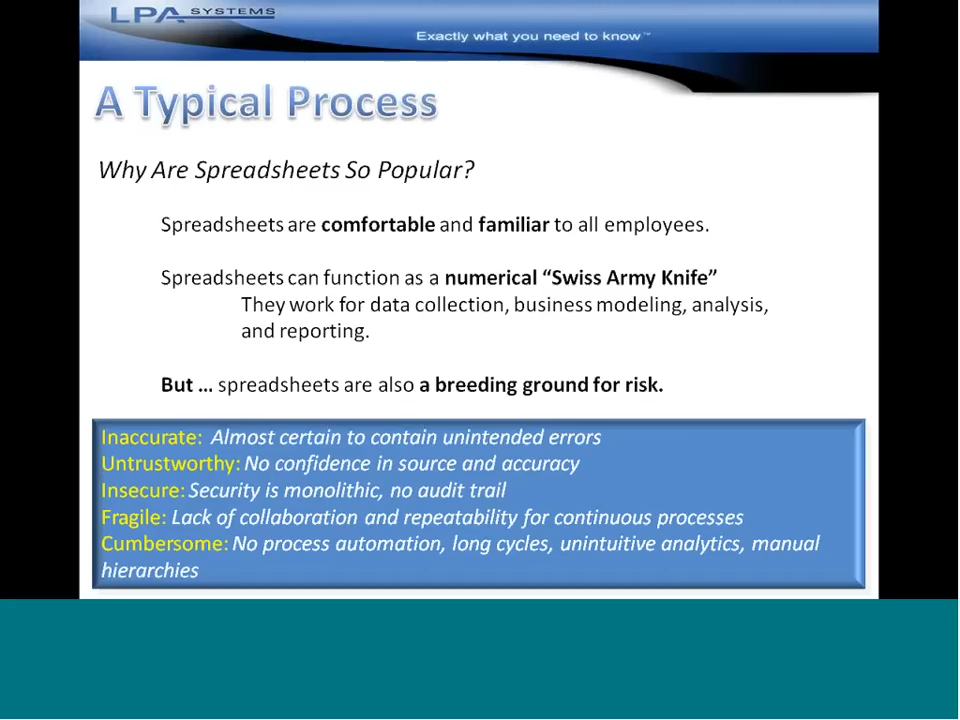 LPA SYSTEMS
Exactly what you need to know™
A Typical Process
Why Are Spreadsheets So Popular?
Spreadsheets are comfortable and familiar to all employees.
Spreadsheets can function as a numerical “Swiss Army Knife”
They work for data collection, business modeling, analysis,
and reporting.
But … spreadsheets are also a breeding ground for risk.
Inaccurate: Almost certain to contain unintended errors
Untrustworthy: No confidence in source and accuracy
Insecure: Security is monolithic, no audit trail
Fragile: Lack of collaboration and repeatability for continuous processes
Cumbersome: No process automation, long cycles, unintuitive analytics, manual
hierarchies